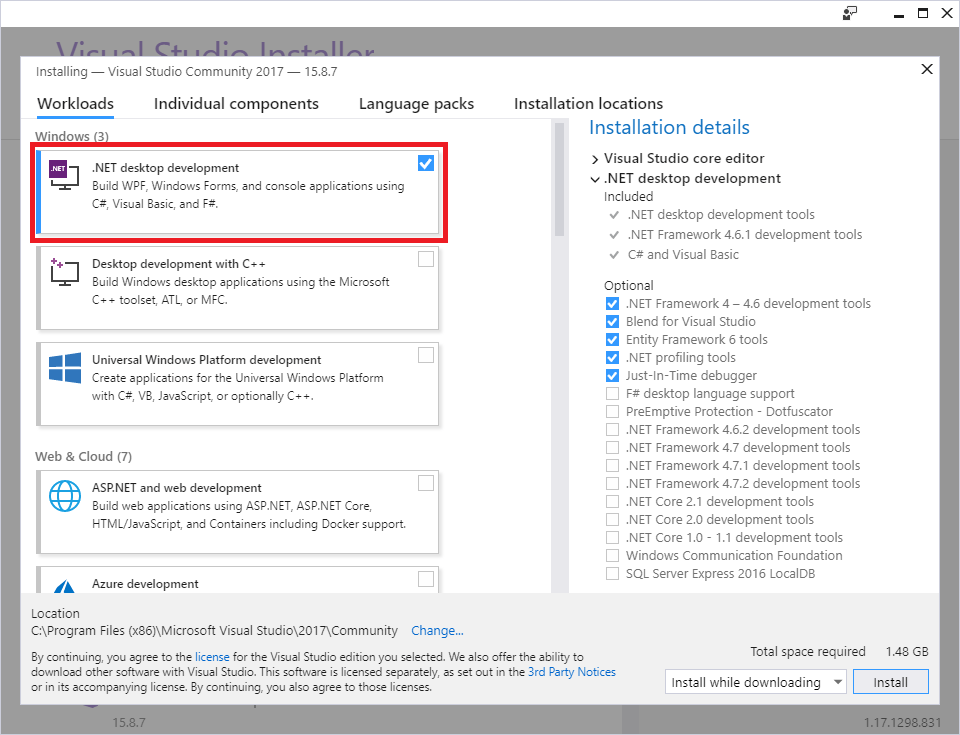 Visual Studio Installer
Installing — Visual Studio Community 2017 — 15.8.7
Workloads
Individual components
Language packs
Installation locations
Windows (3)
.NET
.NET desktop development
Build WPF, Windows Forms, and console applications using
C#, Visual Basic, and F#.
Desktop development with C++
Build Windows desktop applications using the Microsoft
C++ toolset, ATL, or MFC.
Universal Windows Platform development
Create applications for the Universal Windows Platform
with C#, VB, JavaScript, or optionally C++.
Web & Cloud (7)
ASP.NET and web development
Build web applications using ASP.NET, ASP.NET Core,
HTML/JavaScript, and Containers including Docker support.
Azure development
Installation details
Visual Studio core editor
.NET desktop development
Included
.NET desktop development tools
.NET Framework 4.6.1 development tools
C# and Visual Basic
Optional
.NET Framework 4 – 4.6 development tools
Blend for Visual Studio
Entity Framework 6 tools
.NET profiling tools
Just-In-Time debugger
F# desktop language support
PreEmptive Protection - Dotfuscator
.NET Framework 4.6.2 development tools
.NET Framework 4.7 development tools
.NET Framework 4.7.1 development tools
.NET Framework 4.7.2 development tools
.NET Core 2.1 development tools
.NET Core 2.0 development tools
.NET Core 1.0 - 1.1 development tools
Windows Communication Foundation
SQL Server Express 2016 LocalDB
Location
C:\Program Files (x86)\Microsoft Visual Studio\2017\Community Change...
By continuing, you agree to the license for the Visual Studio edition you selected. We also offer the ability to
download other software with Visual Studio. This software is licensed separately, as set out in the 3rd Party Notices
or in its accompanying license. By continuing, you also agree to those licenses.
Total space required 1.48 GB
Install while downloading
Install
15.8.7
1.17.1298.831